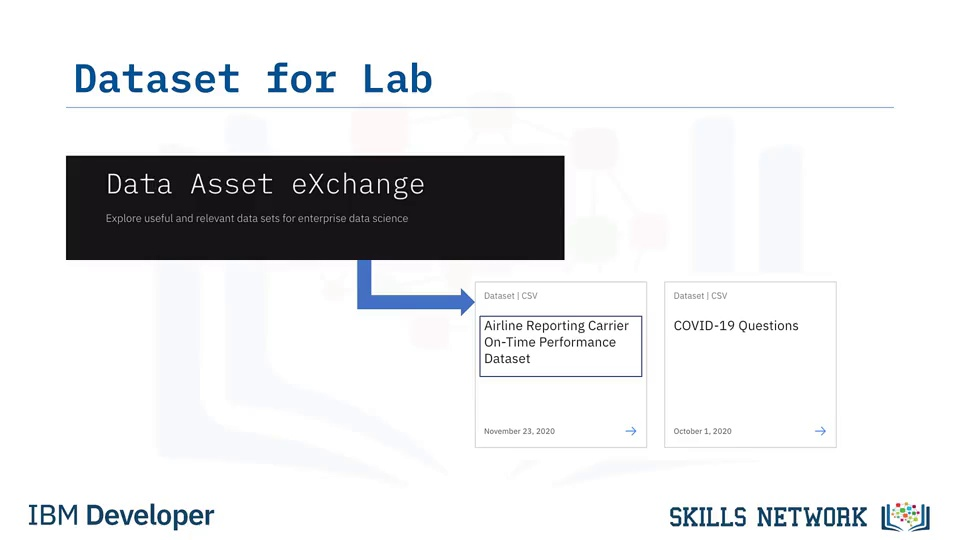 Dataset for Lab
Data Asset eXchange
Explore useful and relevant data sets for enterprise data science
Dataset | CSV
Airline Reporting Carrier
On-Time Performance
Dataset
November 23, 2020
Dataset | CSV
COVID-19 Questions
October 1, 2020
IBM Developer
SKILLS NETWORK